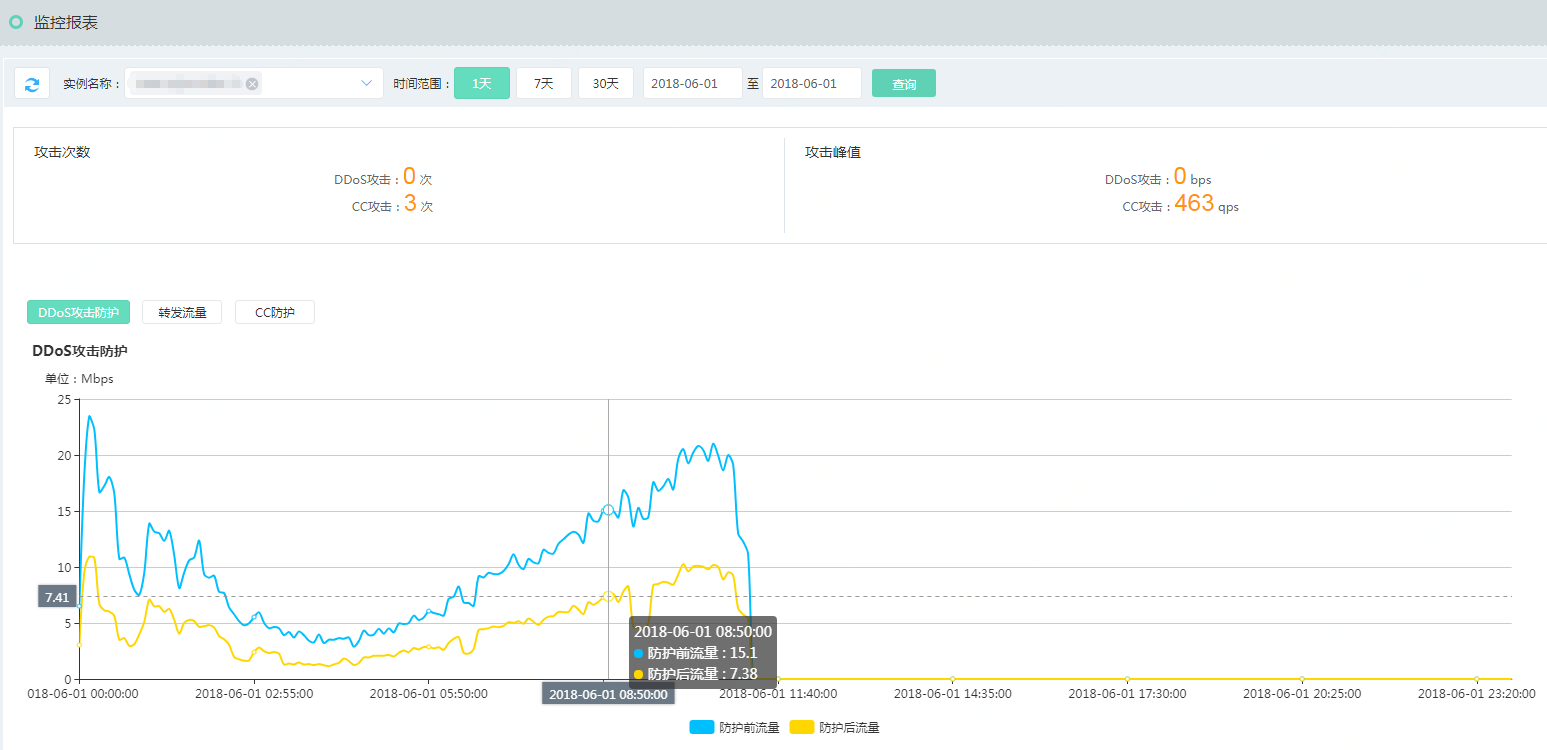 监控报表
实例名称： 时间范围： 1天 7天 30天 2018-06-01 至 2018-06-01 查询
攻击次数
DDoS攻击：0 次
CC攻击：3 次
攻击峰值
DDoS攻击：0 bps
CC攻击：463 qps
DDoS攻击防护 转发流量 CC防护
DDoS攻击防护
单位：Mbps
25
20
15
10
7.41
5
0
2018-06-01 08:50:00
防护前流量：15.1
防护后流量：7.38
018-06-01 00:00:00 2018-06-01 02:55:00 2018-06-01 05:50:00 2018-06-01 08:50:00 2018-06-01 11:40:00 2018-06-01 14:35:00 2018-06-01 17:30:00 2018-06-01 20:25:00 2018-06-01 23:20:00
防护前流量 防护后流量